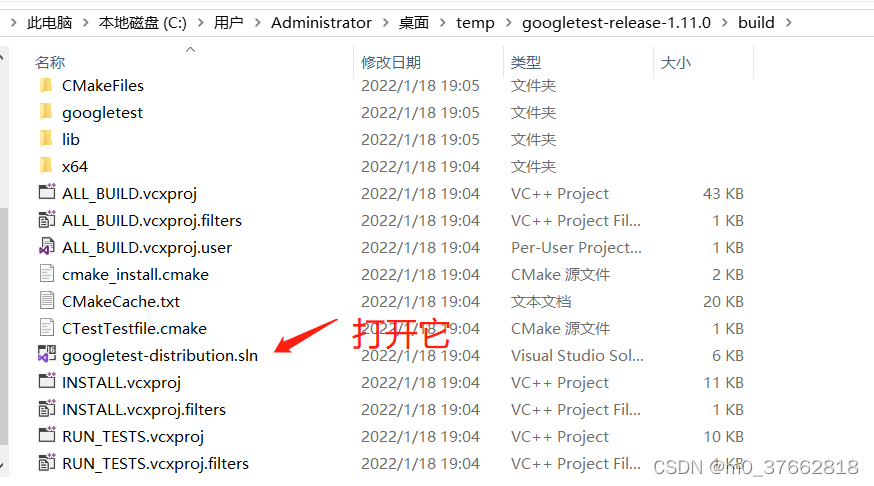 此电脑 > 本地磁盘 (C:) > 用户 > Administrator > 桌面 > temp > googletest-release-1.11.0 > build >
名称 修改日期 类型 大小
CMakeFiles 2022/1/18 19:05 文件夹
googletest 2022/1/18 19:05 文件夹
lib 2022/1/18 19:05 文件夹
x64 2022/1/18 19:04 文件夹
ALL_BUILD.vcxproj 2022/1/18 19:04 VC++ Project 43 KB
ALL_BUILD.vcxproj.filters 2022/1/18 19:04 VC++ Project Fil... 1 KB
ALL_BUILD.vcxproj.user 2022/1/18 19:04 Per-User Project... 1 KB
cmake_install.cmake 2022/1/18 19:04 CMake 源文件 2 KB
CMakeCache.txt 2022/1/18 19:04 文本文档 20 KB
CTestTestfile.cmake 2022/1/18 19:04 CMake 源文件 1 KB
打开它
googletest-distribution.sln 2022/1/18 19:04 Visual Studio Sol... 6 KB
INSTALL.vcxproj 2022/1/18 19:04 VC++ Project 11 KB
INSTALL.vcxproj.filters 2022/1/18 19:04 VC++ Project Fil... 1 KB
RUN_TESTS.vcxproj 2022/1/18 19:04 VC++ Project 10 KB
RUN_TESTS.vcxproj.filters 2022/1/18 19:04 VC++ Project Fil... 1 KB
CSDN @m0_37662818